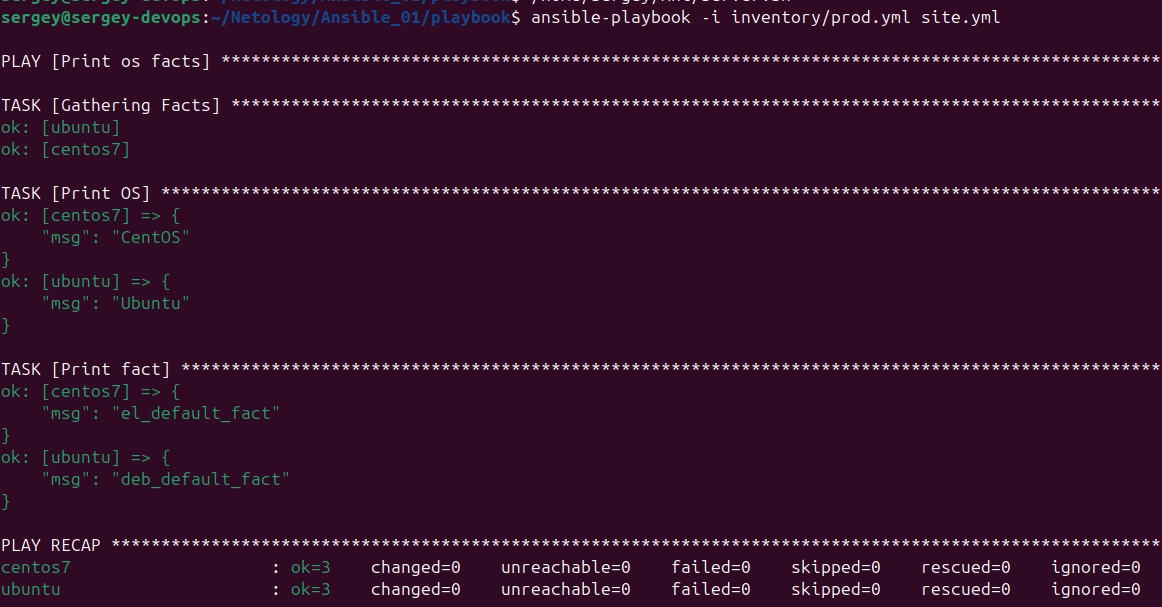 sergey@sergey-devops:~/Netology/Ansible_01/playbook$ ansible-playbook -i inventory/prod.yml site.yml
PLAY [Print os facts] **********************************************************************************************
TASK [Gathering Facts] *********************************************************************************************
ok: [ubuntu]
ok: [centos7]
TASK [Print OS] ****************************************************************************************************
ok: [centos7] => {
    "msg": "CentOS"
}
ok: [ubuntu] => {
    "msg": "Ubuntu"
}
TASK [Print fact] **************************************************************************************************
ok: [centos7] => {
    "msg": "el_default_fact"
}
ok: [ubuntu] => {
    "msg": "deb_default_fact"
}
PLAY RECAP *********************************************************************************************************
centos7                    : ok=3    changed=0    unreachable=0    failed=0    skipped=0    rescued=0    ignored=0
ubuntu                     : ok=3    changed=0    unreachable=0    failed=0    skipped=0    rescued=0    ignored=0